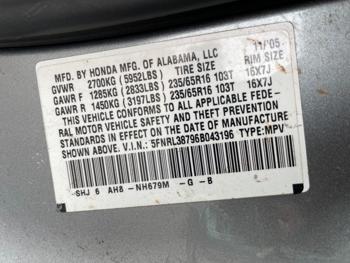 MFD. BY HONDA MFG. OF ALABAMA, LLC 11/05
GVWR 2700KG (5952LBS) TIRE SIZE RIM SIZE
GAWR F 1285KG (2833LBS) 235/65R16 103T 16X7J
GAWR R 1450KG (3197LBS) 235/65R16 103T 16X7J
THIS VEHICLE CONFORMS TO ALL APPLICABLE FEDE-
RAL MOTOR VEHICLE SAFETY AND THEFT PREVENTION
STANDARDS IN EFFECT ON THE DATE OF MANUFACTURE
SHOWN ABOVE. V.I.N.: 5FNRL38796B043196 TYPE:MPV
SHJ 6 AH8 -NH679M -G -B